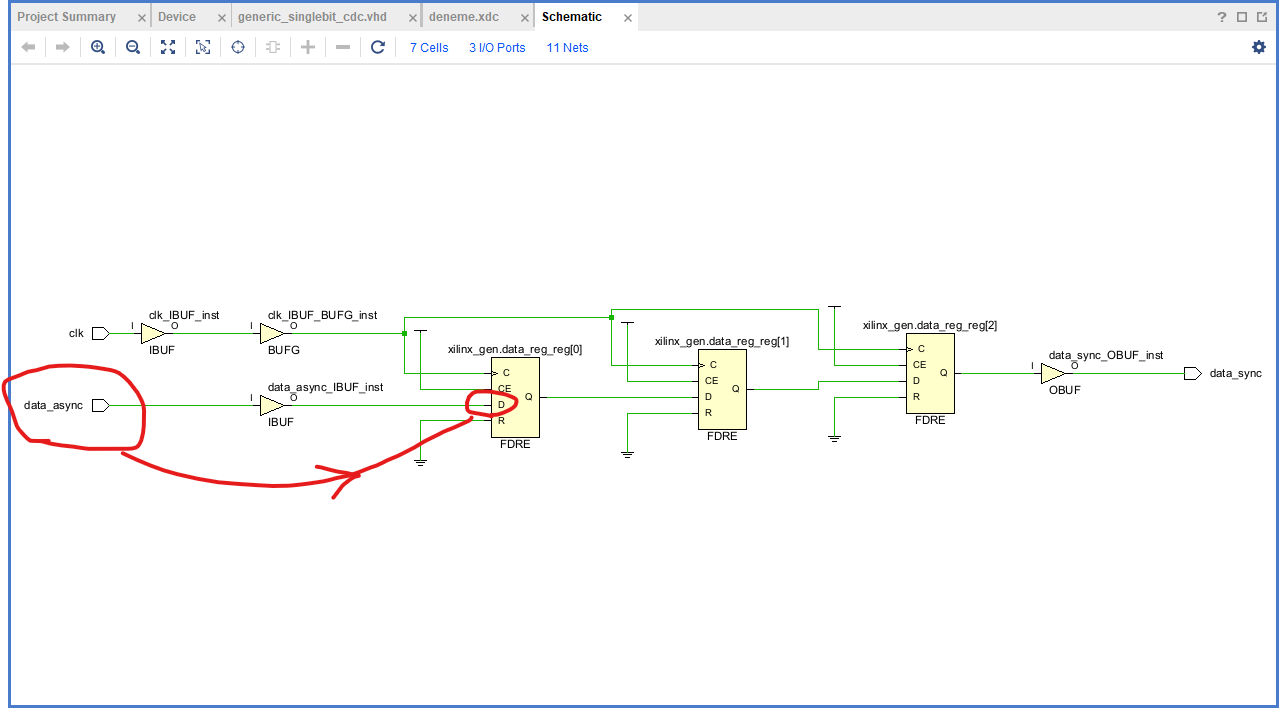 Project Summary × Device × generic_singlebit_cdc.vhd × deneme.xdc × Schematic × ?
7 Cells 3 I/O Ports 11 Nets
clk I clk_IBUF_inst O IBUF
I clk_IBUF_BUFG_inst O BUFG
data_async I data_async_IBUF_inst O IBUF
xilinx_gen.data_reg_reg[0]
C
CE
D Q
R
FDRE
xilinx_gen.data_reg_reg[1]
C
CE
D Q
R
FDRE
xilinx_gen.data_reg_reg[2]
C
CE
D Q
R
FDRE
I data_sync_OBUF_inst O OBUF
data_sync